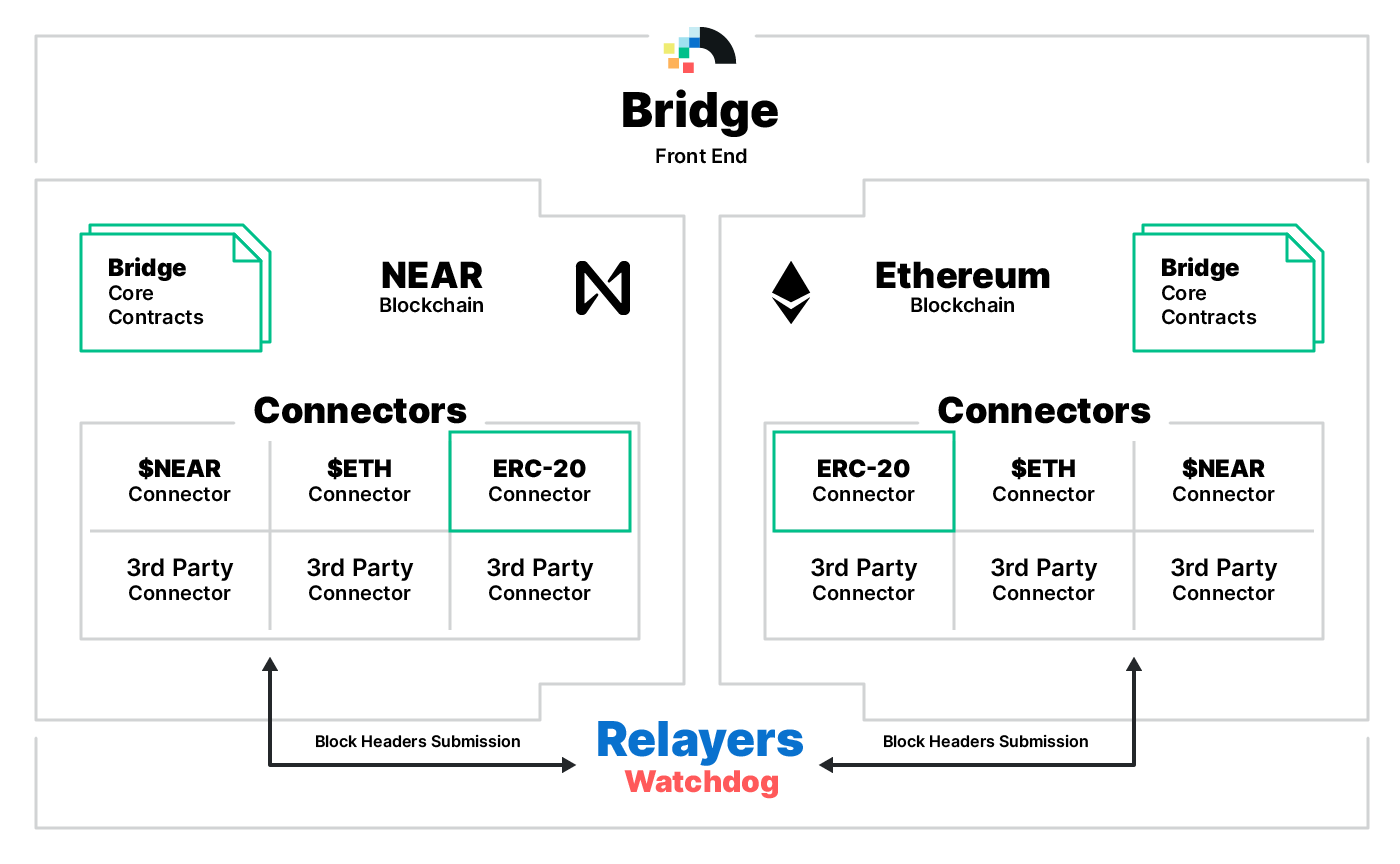 Bridge
Front End
Bridge
Core
Contracts
NEAR
Blockchain
Connectors
$NEAR
Connector
$ETH
Connector
ERC-20
Connector
3rd Party
Connector
3rd Party
Connector
3rd Party
Connector
Ethereum
Blockchain
Bridge
Core
Contracts
Connectors
ERC-20
Connector
$ETH
Connector
$NEAR
Connector
3rd Party
Connector
3rd Party
Connector
3rd Party
Connector
Block Headers Submission
Relayers
Watchdog
Block Headers Submission